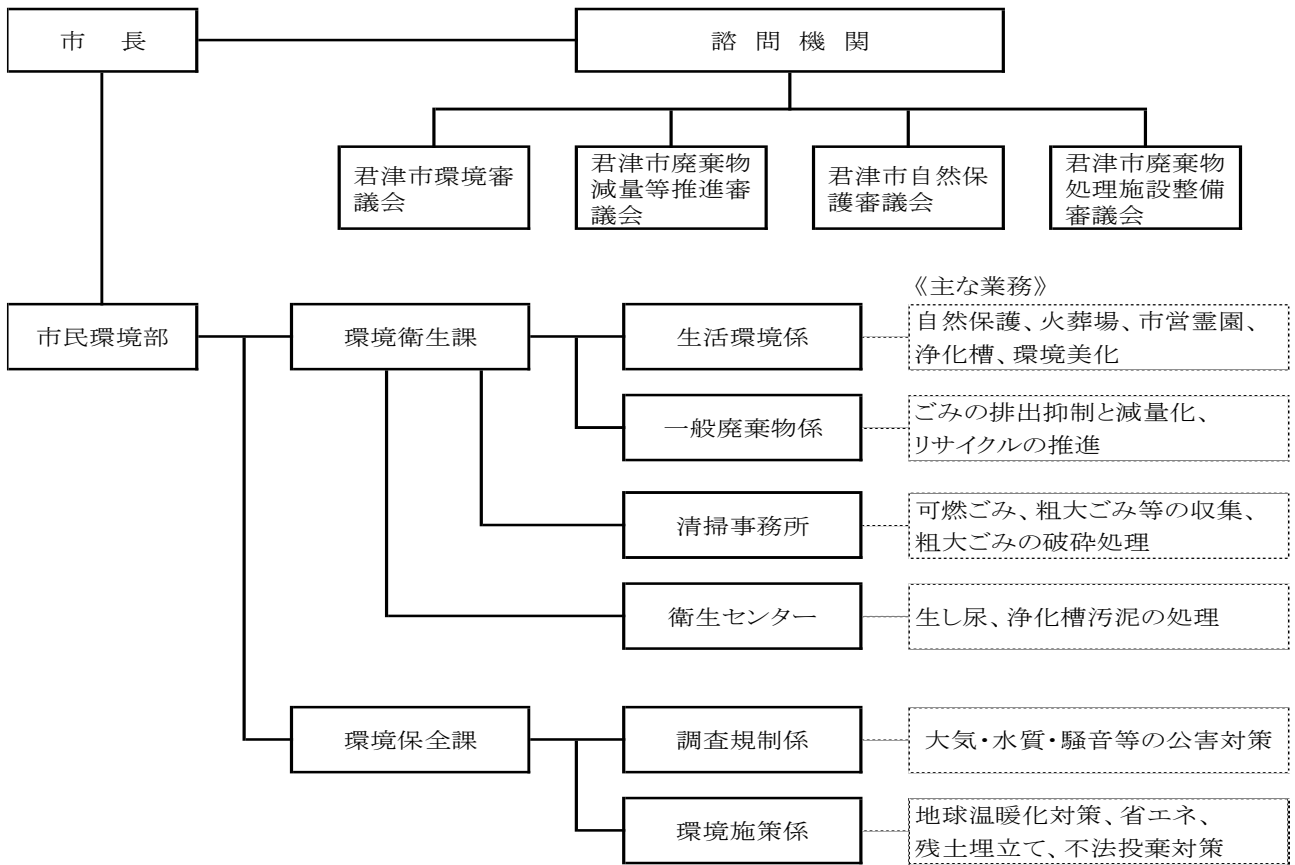 市　長
諮 問 機 関
君津市環境審
議会
君津市廃棄物
減量等推進審
議会
君津市自然保
護審議会
君津市廃棄物
処理施設整備
審議会
《主な業務》
市民環境部
環境衛生課
生活環境係
自然保護、火葬場、市営霊園、
浄化槽、環境美化
一般廃棄物係
ごみの排出抑制と減量化、
リサイクルの推進
清掃事務所
可燃ごみ、粗大ごみ等の収集、
粗大ごみの破砕処理
衛生センター
生し尿、浄化槽汚泥の処理
環境保全課
調査規制係
大気・水質・騒音等の公害対策
環境施策係
地球温暖化対策、省エネ、
残土埋立て、不法投棄対策